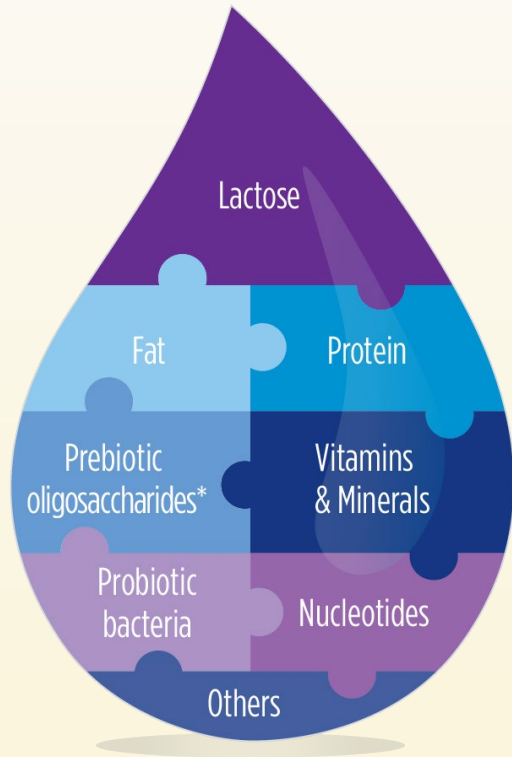 Lactose
Fat
Protein
Prebiotic
oligosaccharides*
Vitamins
& Minerals
Probiotic
bacteria
Nucleotides
Others